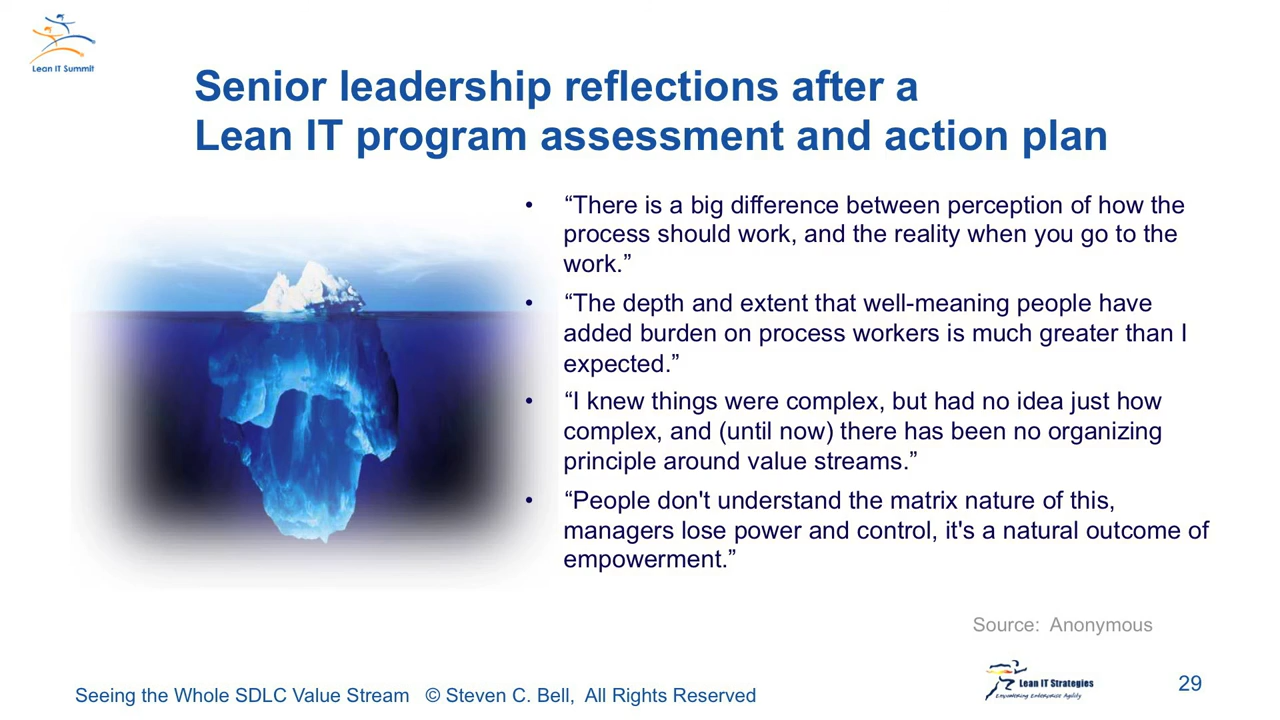 Lean IT Summit
Senior leadership reflections after a
Lean IT program assessment and action plan
• “There is a big difference between perception of how the
process should work, and the reality when you go to the
work.”
• “The depth and extent that well-meaning people have
added burden on process workers is much greater than I
expected.”
• “I knew things were complex, but had no idea just how
complex, and (until now) there has been no organizing
principle around value streams.”
• “People don't understand the matrix nature of this,
managers lose power and control, it's a natural outcome of
empowerment.”
Source: Anonymous
Lean IT Strategies
Empowering Enterprise Agility
Seeing the Whole SDLC Value Stream © Steven C. Bell, All Rights Reserved
29